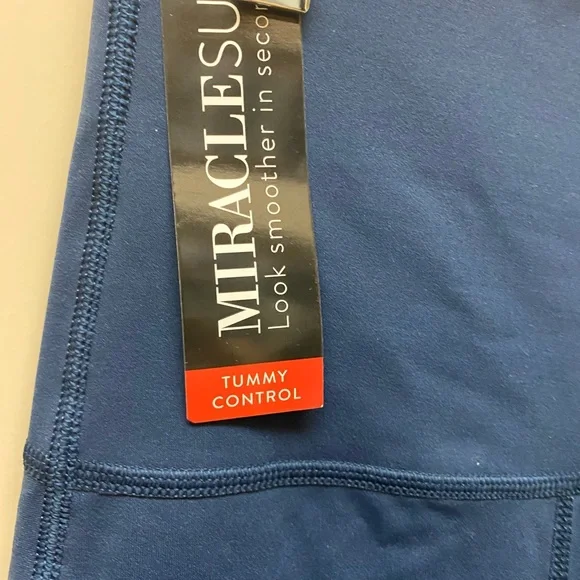 MIRACLESU
Look smoother in secon
TUMMY
CONTROL